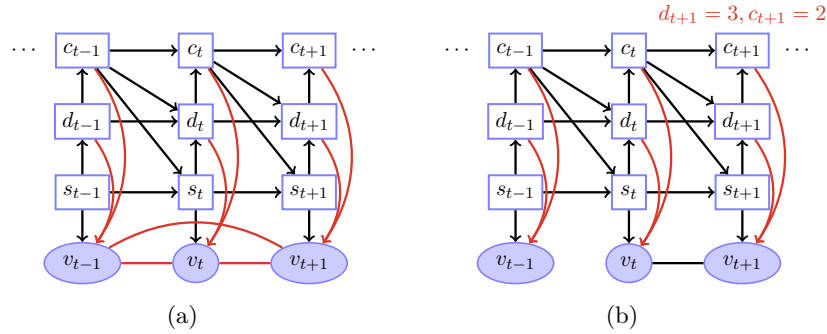 d_{t+1} = 3, c_{t+1} = 2
⋯ c_{t-1} c_t c_{t+1} ⋯ ⋯ c_{t-1} c_t c_{t+1} ⋯
d_{t-1} d_t d_{t+1} d_{t-1} d_t d_{t+1}
s_{t-1} s_t s_{t+1} s_{t-1} s_t s_{t+1}
v_{t-1} v_t v_{t+1} v_{t-1} v_t v_{t+1}
(a) (b)